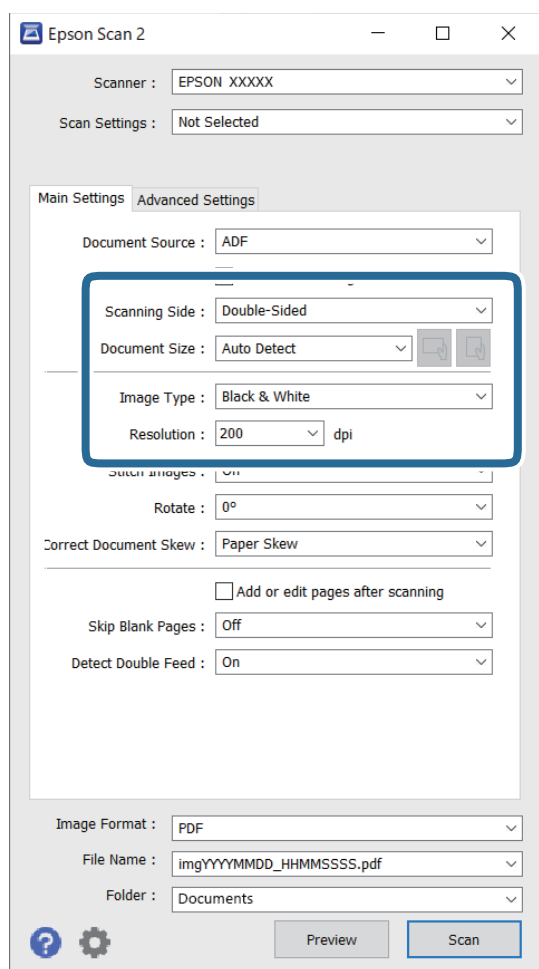 Epson Scan 2
Scanner : EPSON XXXXX
Scan Settings : Not Selected
Main Settings Advanced Settings
Document Source : ADF
Scanning Side : Double-Sided
Document Size : Auto Detect
Image Type : Black & White
Resolution : 200 dpi
Stitch Images : Off
Rotate : 0°
Correct Document Skew : Paper Skew
Add or edit pages after scanning
Skip Blank Pages : Off
Detect Double Feed : On
Image Format : PDF
File Name : imgYYYYMMDD_HHMMSSSS.pdf
Folder : Documents
? Preview Scan